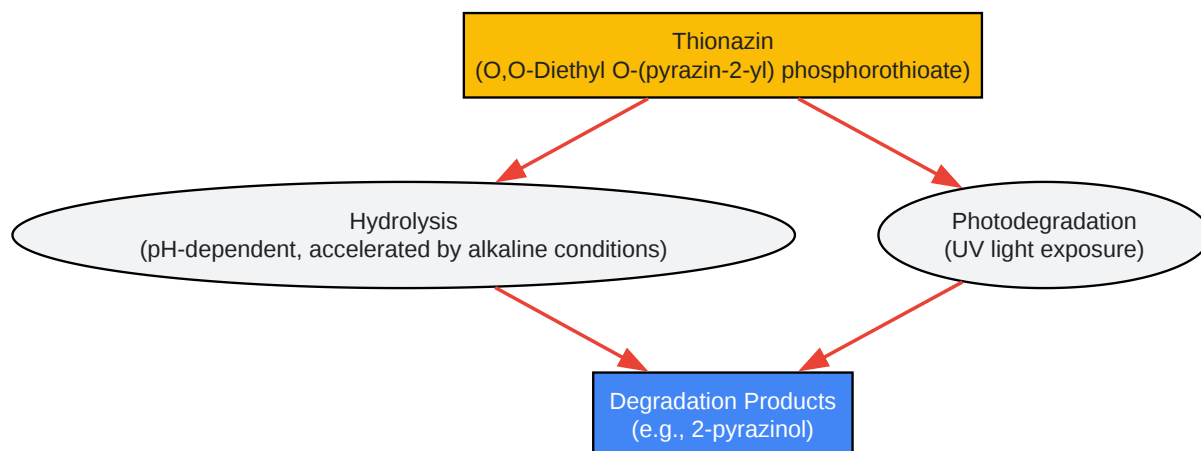 Thionazin
(O,O-Diethyl O-(pyrazin-2-yl) phosphorothioate)
Hydrolysis
(pH-dependent, accelerated by alkaline conditions)
Photodegradation
(UV light exposure)
Degradation Products
(e.g., 2-pyrazinol)